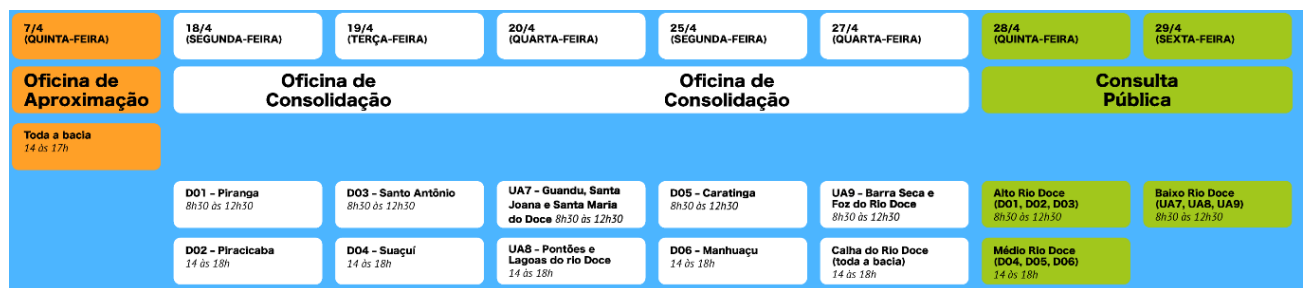 7/4
(QUINTA-FEIRA)
18/4
(SEGUNDA-FEIRA)
19/4
(TERÇA-FEIRA)
20/4
(QUARTA-FEIRA)
25/4
(SEGUNDA-FEIRA)
27/4
(QUARTA-FEIRA)
28/4
(QUINTA-FEIRA)
29/4
(SEXTA-FEIRA)
Oficina de
Aproximação
Oficina de
Consolidação
Oficina de
Consolidação
Consulta
Pública
Toda a bacia
14 às 17h
D01 – Piranga
8h30 às 12h30
D03 – Santo Antônio
8h30 às 12h30
UA7 – Guandu, Santa
Joana e Santa Maria
do Doce 8h30 às 12h30
D05 – Caratinga
8h30 às 12h30
UA9 – Barra Seca e
Foz do Rio Doce
8h30 às 12h30
Alto Rio Doce
(D01, D02, D03)
8h30 às 12h30
Baixo Rio Doce
(UA7, UA8, UA9)
8h30 às 12h30
D02 – Piracicaba
14 às 18h
D04 – Suaçuí
14 às 18h
UA8 – Pontões e
Lagoas do rio Doce
14 às 18h
D06 – Manhuaçu
14 às 18h
Calha do Rio Doce
(toda a bacia)
14 às 18h
Médio Rio Doce
(D04, D05, D06)
14 às 18h